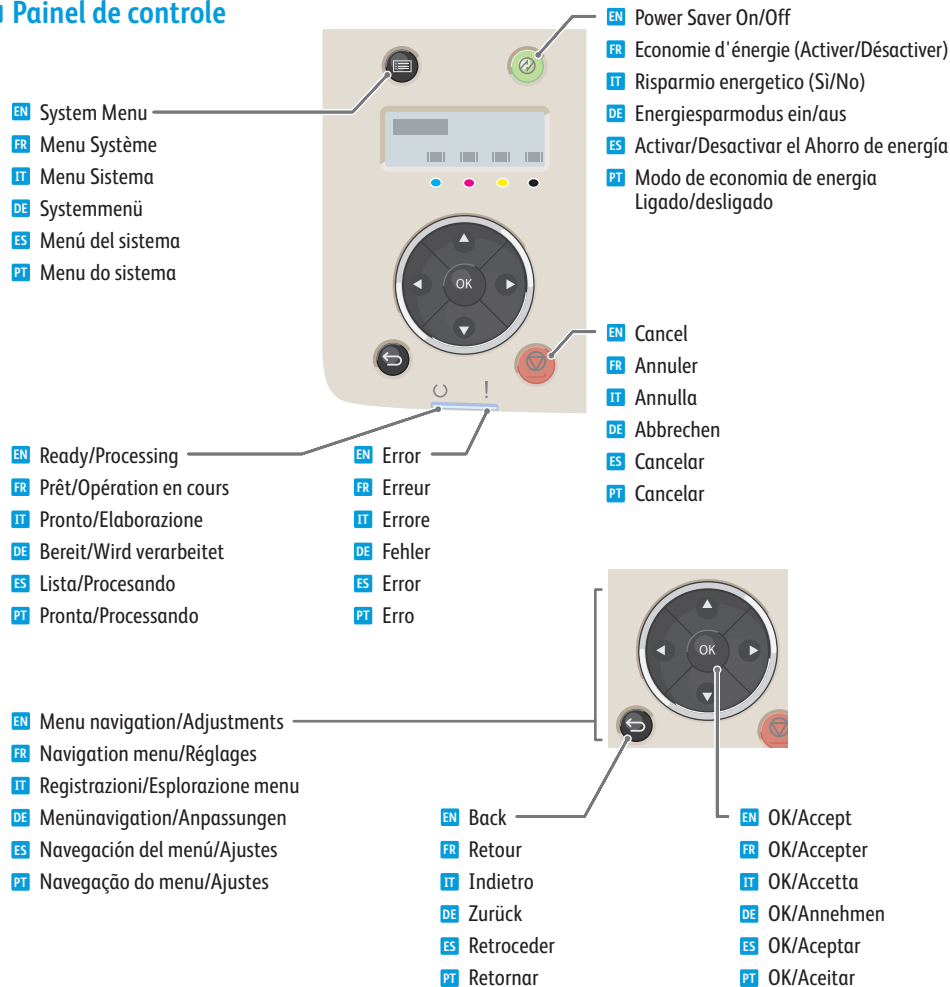 Painel de controle
EN Power Saver On/Off
FR Economie d'énergie (Activer/Désactiver)
IT Risparmio energetico (Sì/No)
DE Energiesparmodus ein/aus
ES Activar/Desactivar el Ahorro de energía
PT Modo de economia de energia
Ligado/desligado
EN System Menu
FR Menu Système
IT Menu Sistema
DE Systemmenü
ES Menú del sistema
PT Menu do sistema
OK
EN Cancel
FR Annuler
IT Annulla
DE Abbrechen
ES Cancelar
PT Cancelar
!
EN Ready/Processing
FR Prêt/Opération en cours
IT Pronto/Elaborazione
DE Bereit/Wird verarbeitet
ES Lista/Procesando
PT Pronta/Processando
EN Error
FR Erreur
IT Errore
DE Fehler
ES Error
PT Erro
OK
EN Menu navigation/Adjustments
FR Navigation menu/Réglages
IT Registrazioni/Esplorazione menu
DE Menünavigation/Anpassungen
ES Navegación del menú/Ajustes
PT Navegação do menu/Ajustes
EN Back
FR Retour
IT Indietro
DE Zurück
ES Retroceder
PT Retornar
EN OK/Accept
FR OK/Accepter
IT OK/Accetta
DE OK/Annehmen
ES OK/Aceptar
PT OK/Aceitar